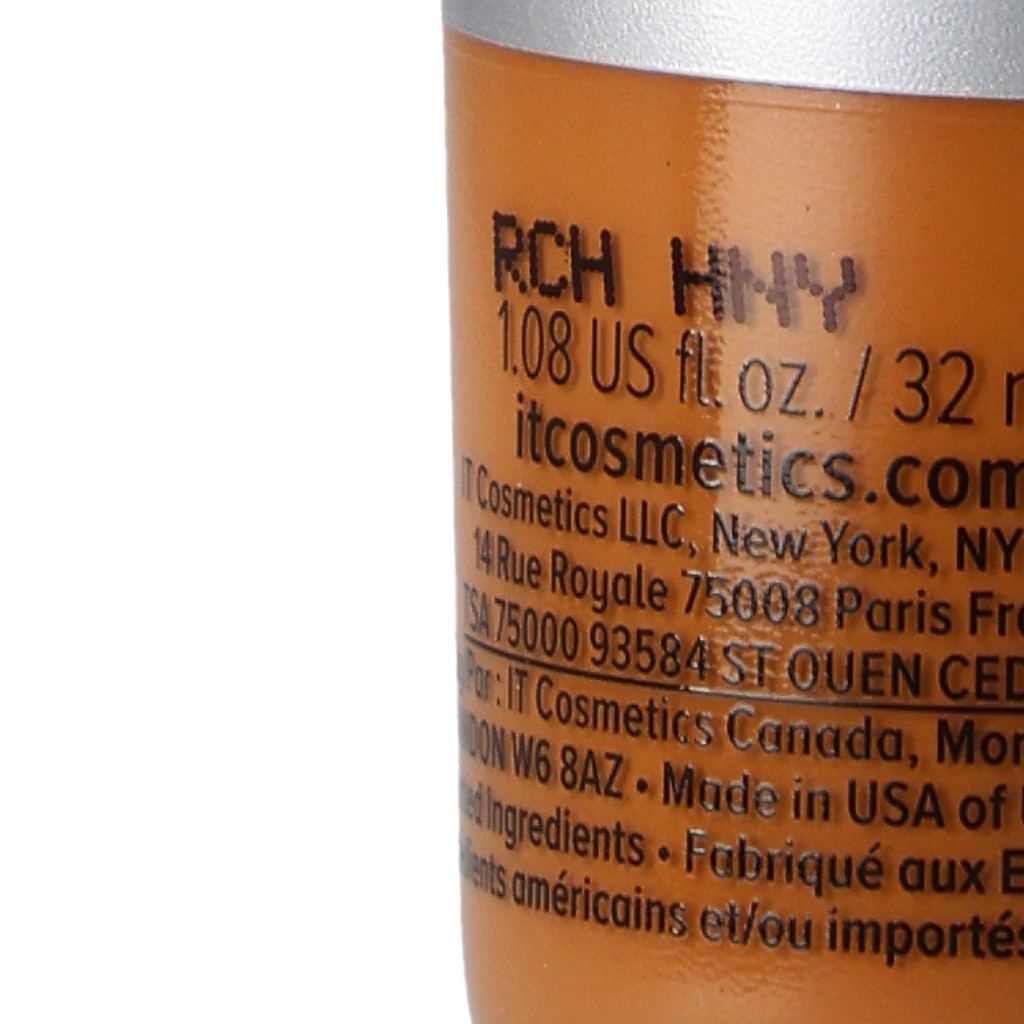 RCH HNY
1.08 US fl. oz. / 32
itcosmetics.com
IT Cosmetics LLC, New York, NY
14 Rue Royale 75008 Paris
TSA 75000 93584 ST OUEN
Par : IT Cosmetics Canada,
W6 8AZ • Made in USA of
Ingredients • Fabriqué aux
américains et/ou importés